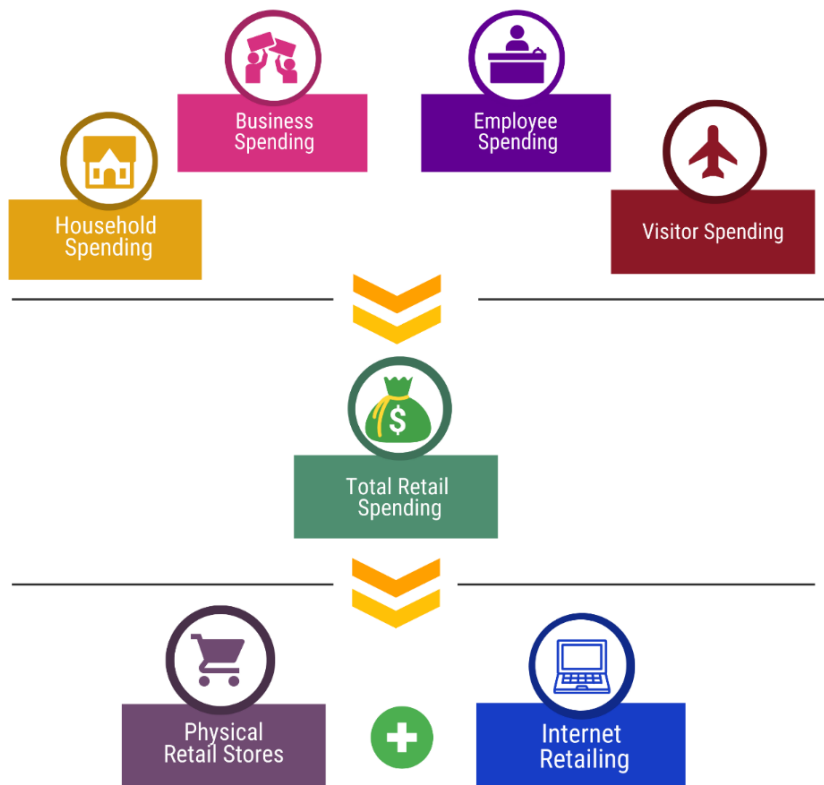 Business
Spending
Employee
Spending
Household
Spending
Visitor Spending
$
Total Retail
Spending
Physical
Retail Stores
Internet
Retailing